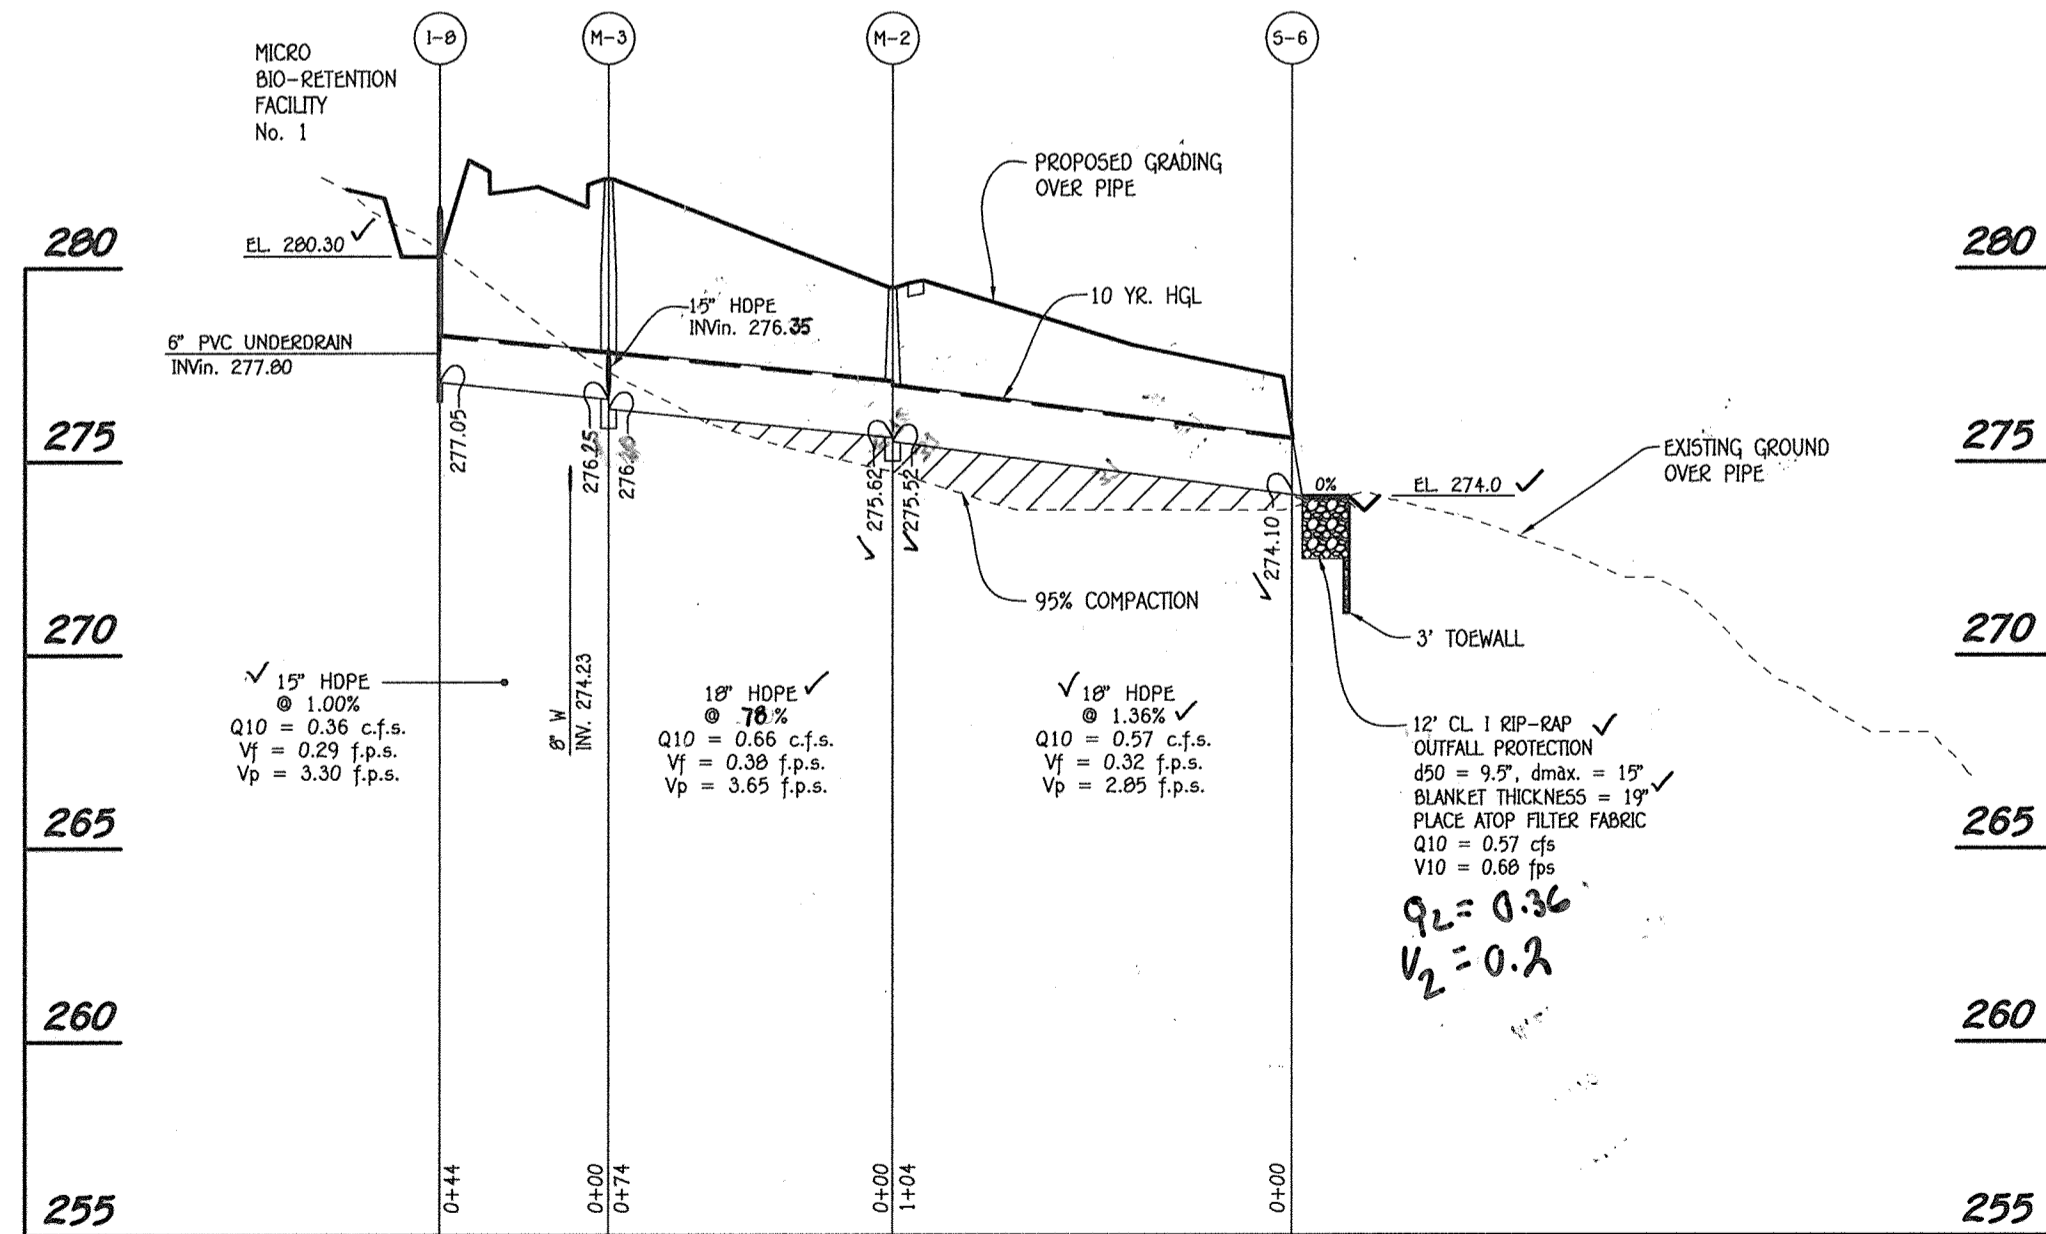 I-8
M-3
M-2
S-6
MICRO
BIO-RETENTION
FACILITY
No. 1
PROPOSED GRADING
OVER PIPE
280
EL. 280.30 ✓
280
10 YR. HGL
15" HDPE
INVin. 276.35
6" PVC UNDERDRAIN
INVin. 277.80
275
277.05
276.25
276.
275.62 ✓
275.52 ✓
274.10 ✓
0%
EL. 274.0 ✓
EXISTING GROUND
OVER PIPE
275
95% COMPACTION
3' TOEWALL
270
270
8" W
INV. 274.23
✓ 15" HDPE
@ 1.00%
Q10 = 0.36 c.f.s.
Vf = 0.29 f.p.s.
Vp = 3.30 f.p.s.
18" HDPE ✓
@ .78%
Q10 = 0.66 c.f.s.
Vf = 0.38 f.p.s.
Vp = 3.65 f.p.s.
✓ 18" HDPE
@ 1.36% ✓
Q10 = 0.57 c.f.s.
Vf = 0.32 f.p.s.
Vp = 2.85 f.p.s.
12' CL. I RIP-RAP ✓
OUTFALL PROTECTION
d50 = 9.5", dmax. = 15"
BLANKET THICKNESS = 19" ✓
PLACE ATOP FILTER FABRIC
Q10 = 0.57 cfs
V10 = 0.68 fps
Q2 = 0.36
V2 = 0.2
265
265
260
260
255
0+44
0+00
0+74
0+00
1+04
0+00
255